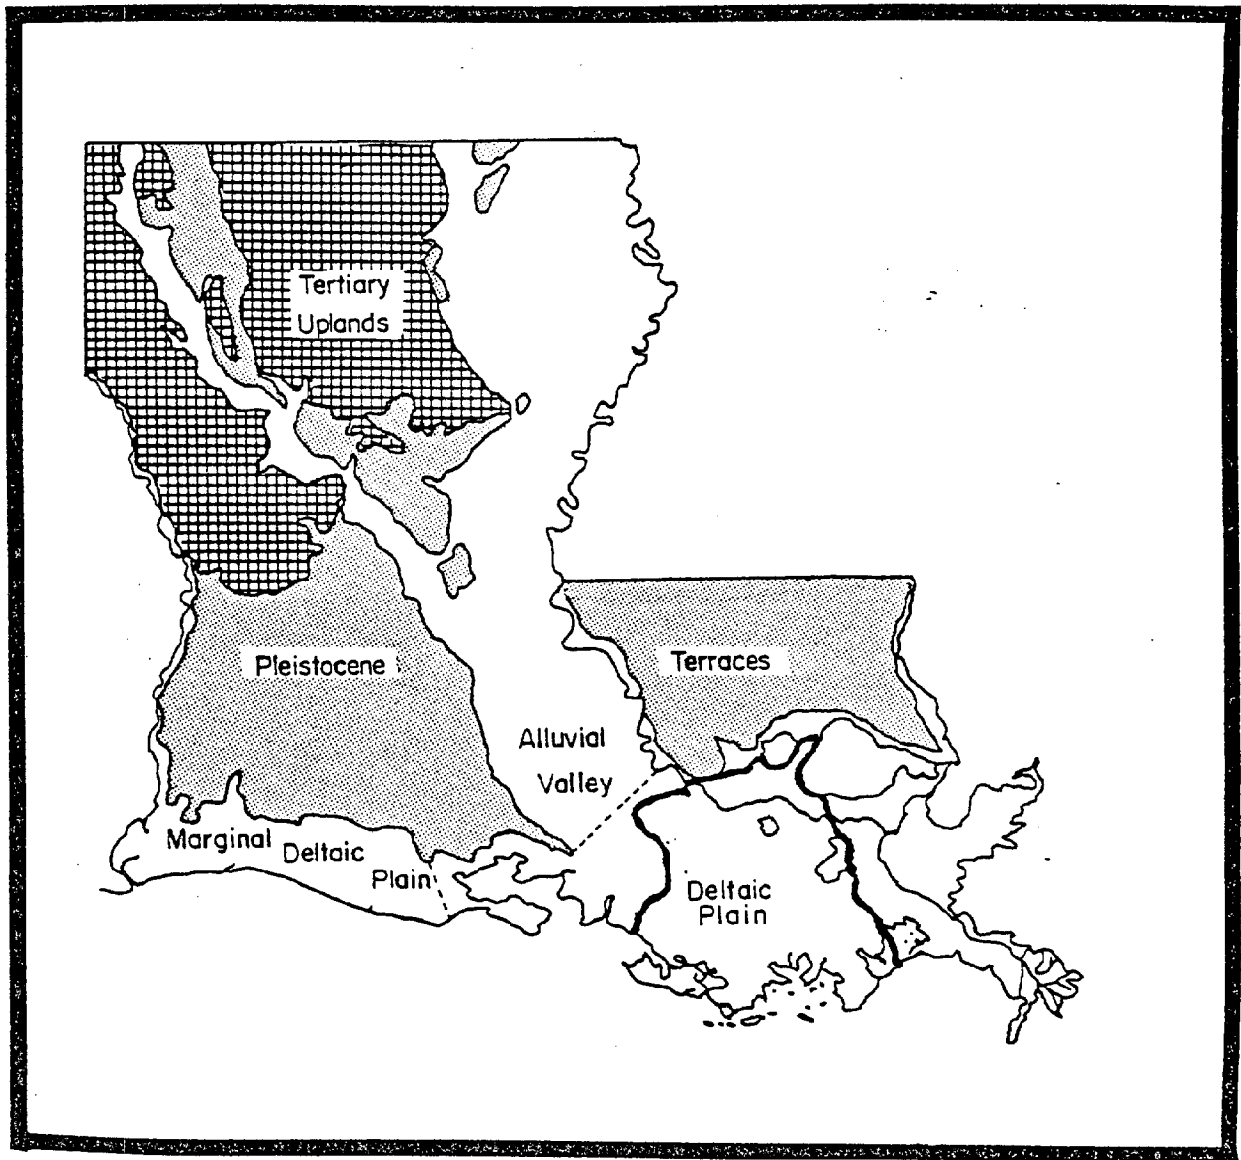 Tertiary
Uplands
Pleistocene
Terraces
Alluvial
Valley
Marginal
Deltaic
Plain
Deltaic
Plain